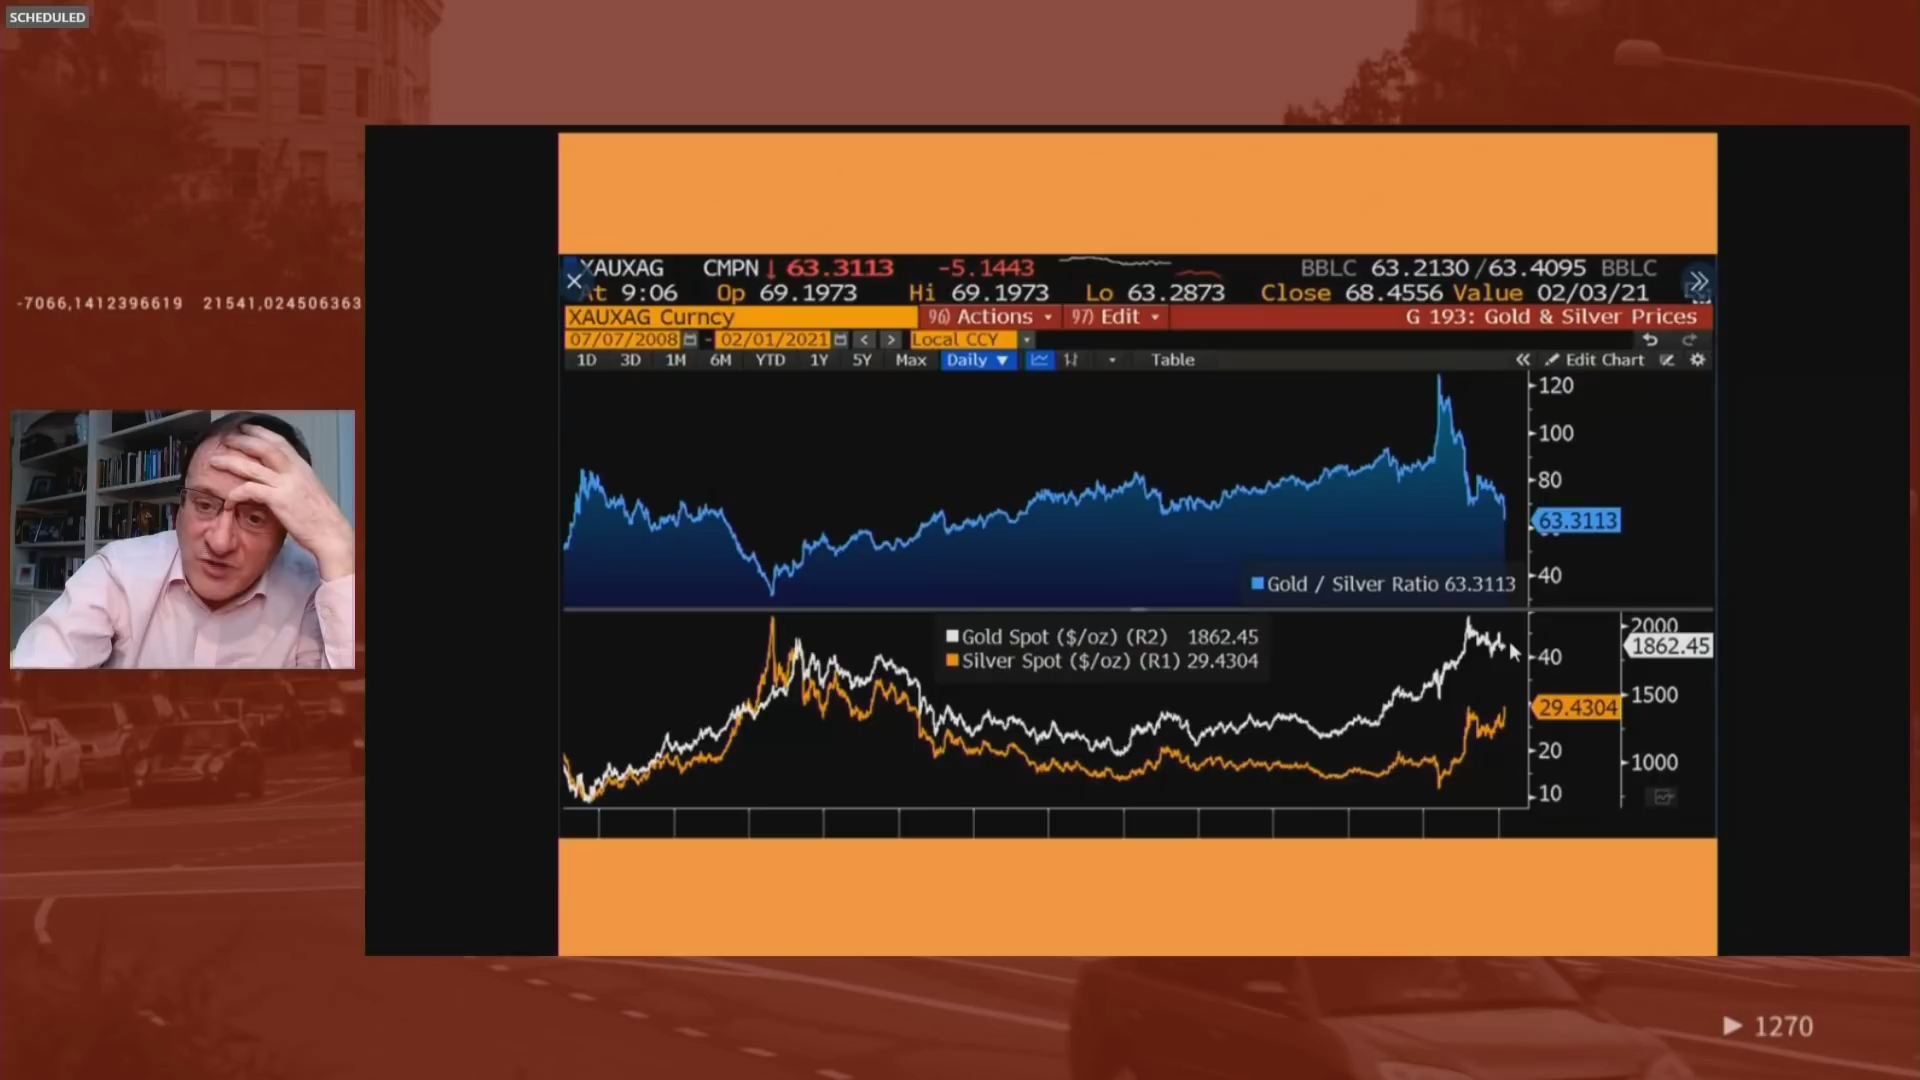 SCHEDULED
XAUXAG CMPN ↓ 63.3113 -5.1443 BBLC 63.2130 /63.4095 BBLC
At 9:06 Op 69.1973 Hi 69.1973 Lo 63.2873 Close 68.4556 Value 02/03/21
XAUXAG Curncy 96) Actions 97) Edit G 193: Gold & Silver Prices
07/07/2008 - 02/01/2021 Local CCY
1D 3D 1M 6M YTD 1Y 5Y Max Daily ▼ Table « Edit Chart
-7066,1412396619 21541,024506363
120
100
80
63.3113
40
Gold / Silver Ratio 63.3113
Gold Spot ($/oz) (R2) 1862.45
Silver Spot ($/oz) (R1) 29.4304
40
29.4304
20
10
2000
1862.45
1500
1000
1270